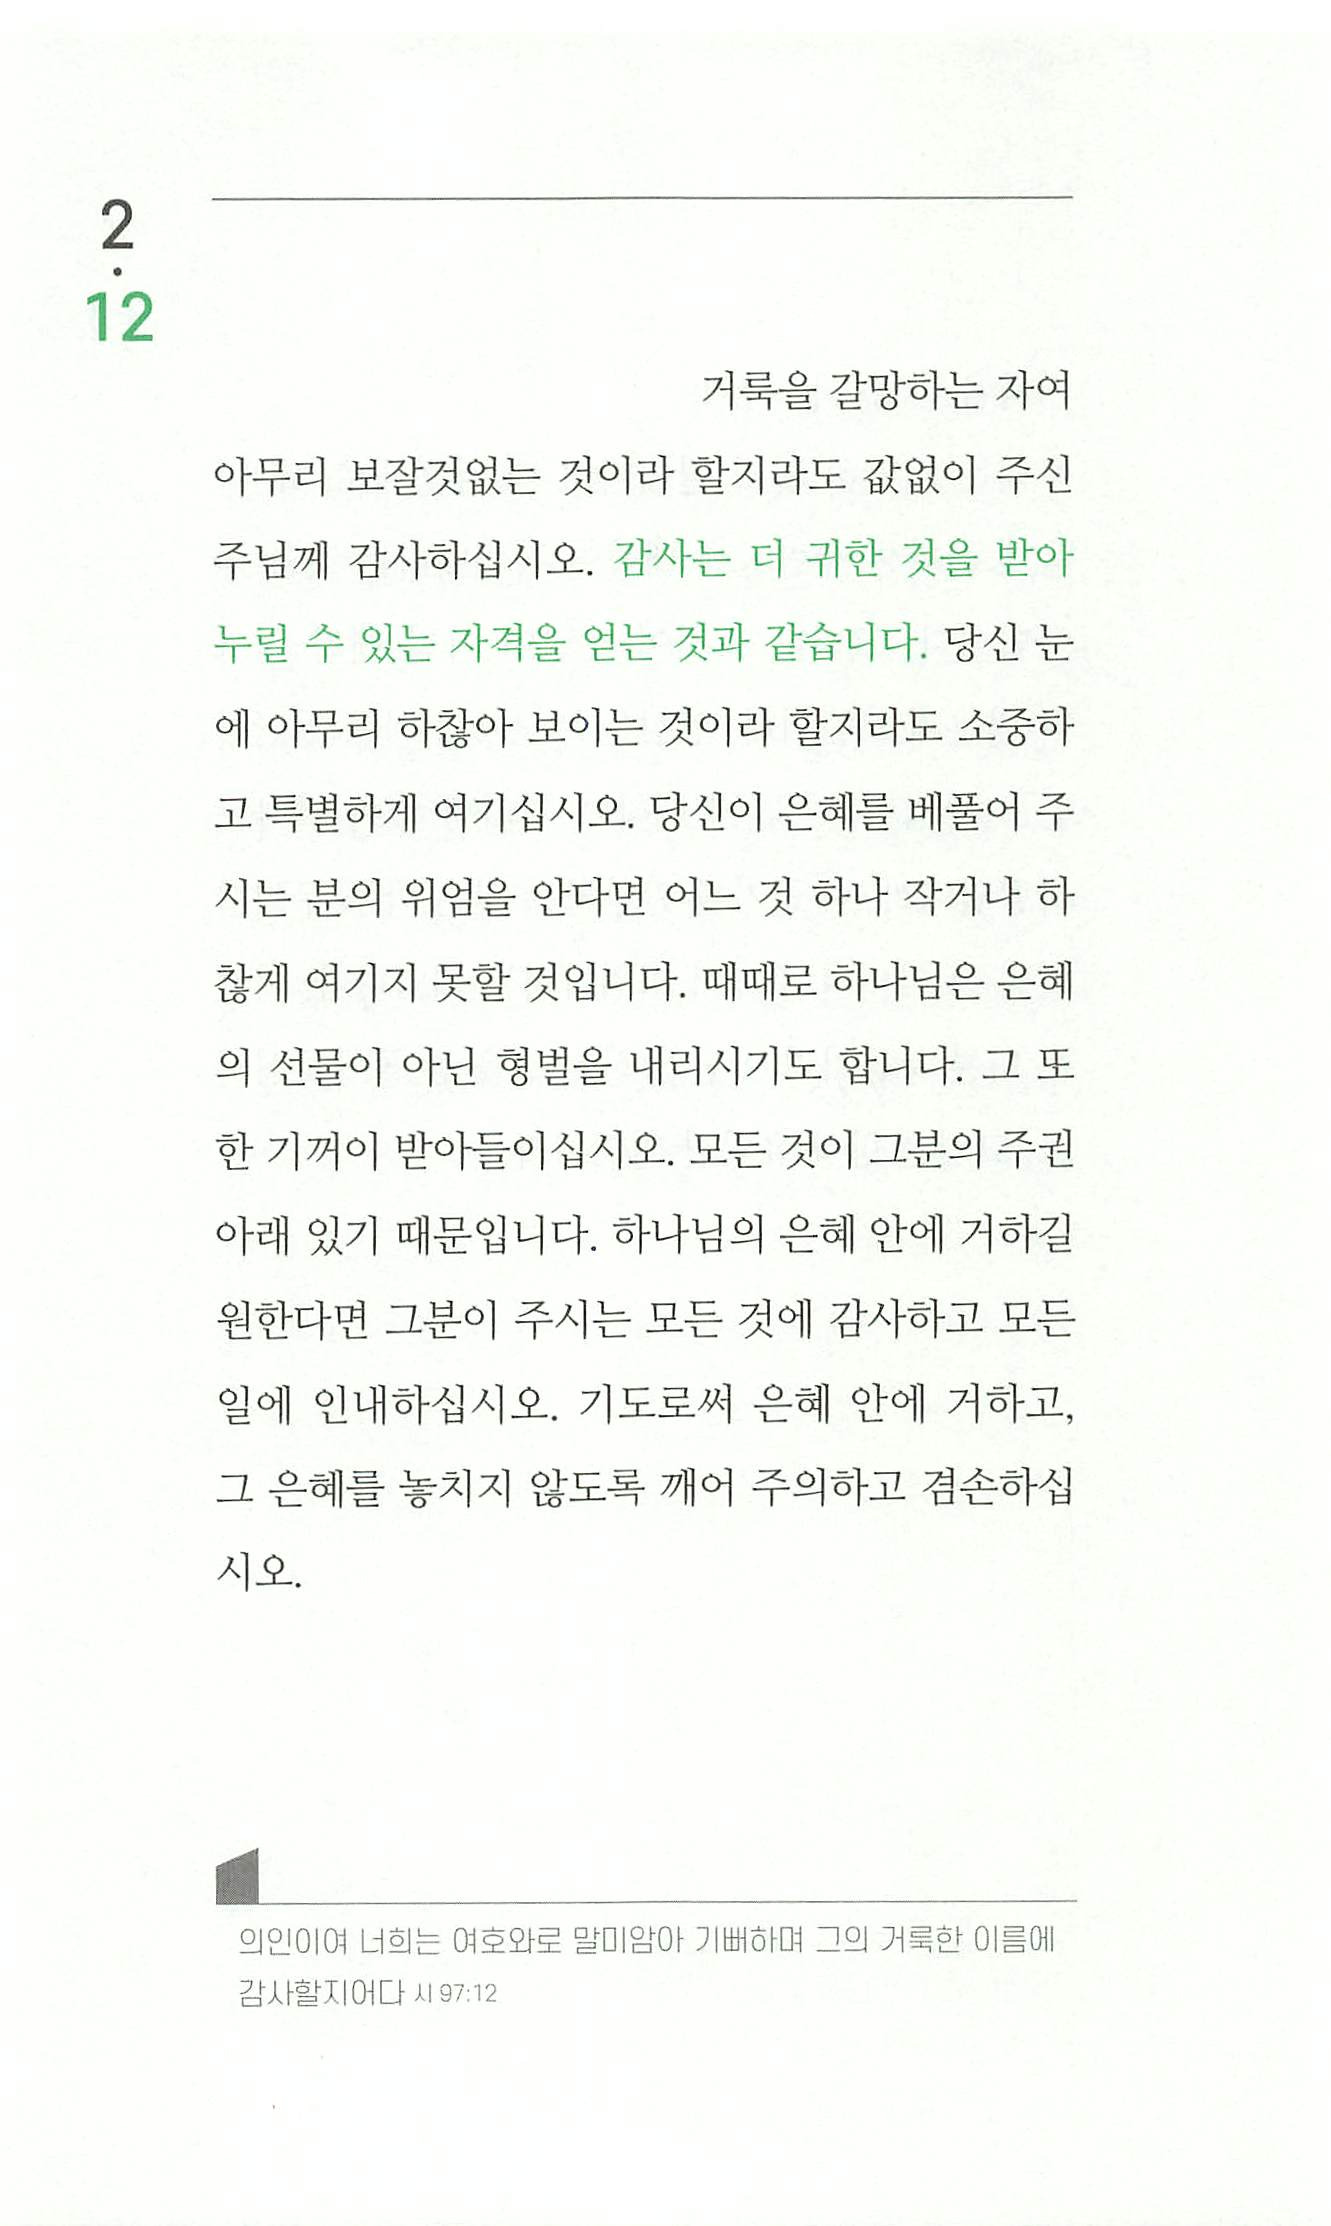 2
·
12
거룩을 갈망하는 자여
아무리 보잘것없는 것이라 할지라도 값없이 주신
주님께 감사하십시오. 감사는 더 귀한 것을 받아
누릴 수 있는 자격을 얻는 것과 같습니다. 당신 눈
에 아무리 하찮아 보이는 것이라 할지라도 소중하
고 특별하게 여기십시오. 당신이 은혜를 베풀어 주
시는 분의 위엄을 안다면 어느 것 하나 작거나 하
찮게 여기지 못할 것입니다. 때때로 하나님은 은혜
의 선물이 아닌 형벌을 내리시기도 합니다. 그 또
한 기꺼이 받아들이십시오. 모든 것이 그분의 주권
아래 있기 때문입니다. 하나님의 은혜 안에 거하길
원한다면 그분이 주시는 모든 것에 감사하고 모든
일에 인내하십시오. 기도로써 은혜 안에 거하고,
그 은혜를 놓치지 않도록 깨어 주의하고 겸손하십
시오.
의인이여 너희는 여호와로 말미암아 기뻐하며 그의 거룩한 이름에
감사할지어다 시 97:12